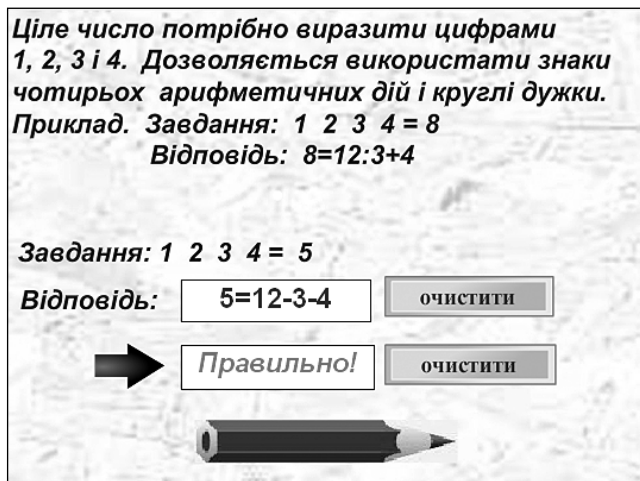 Ціле число потрібно виразити цифрами
1, 2, 3 і 4. Дозволяється використати знаки
чотирьох арифметичних дій і круглі дужки.
Приклад. Завдання: 1 2 3 4 = 8
Відповідь: 8=12:3+4
Завдання: 1 2 3 4 = 5
Відповідь: 5=12-3-4 очистити
Правильно! очистити